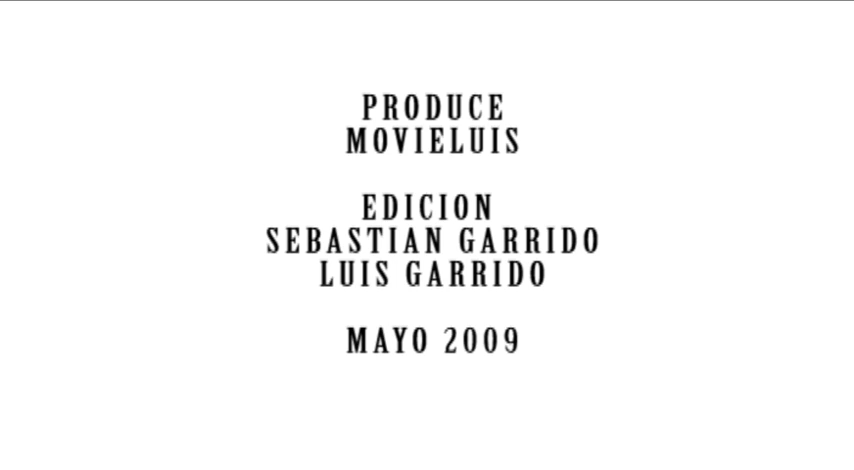 PRODUCE
MOVIELUIS
EDICION
SEBASTIAN GARRIDO
LUIS GARRIDO
MAYO 2009